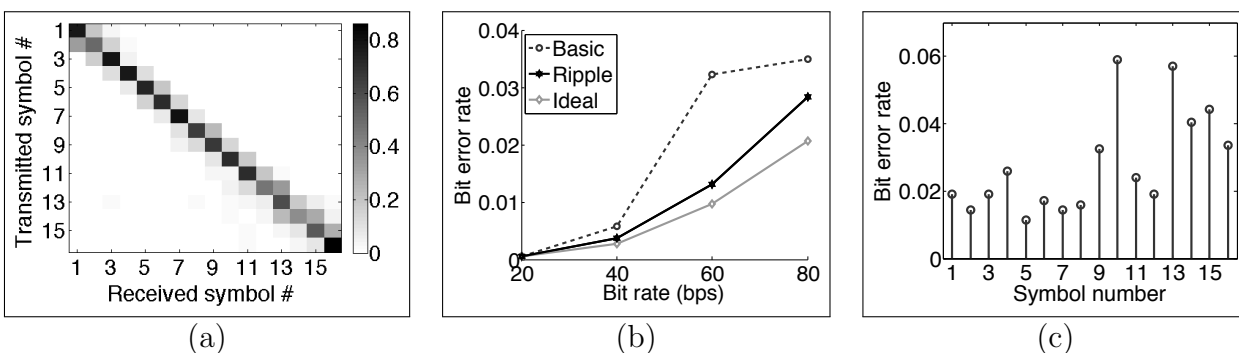 Transmitted symbol #
1
3
5
7
9
11
13
15
1 3 5 7 9 11 13 15
Received symbol #
0.8
0.6
0.4
0.2
0
(a)
Bit error rate
0.04
0.03
0.02
0.01
0
Basic
Ripple
Ideal
20 40 60 80
Bit rate (bps)
(b)
Bit error rate
0.06
0.04
0.02
0
1 3 5 7 9 11 13 15
Symbol number
(c)